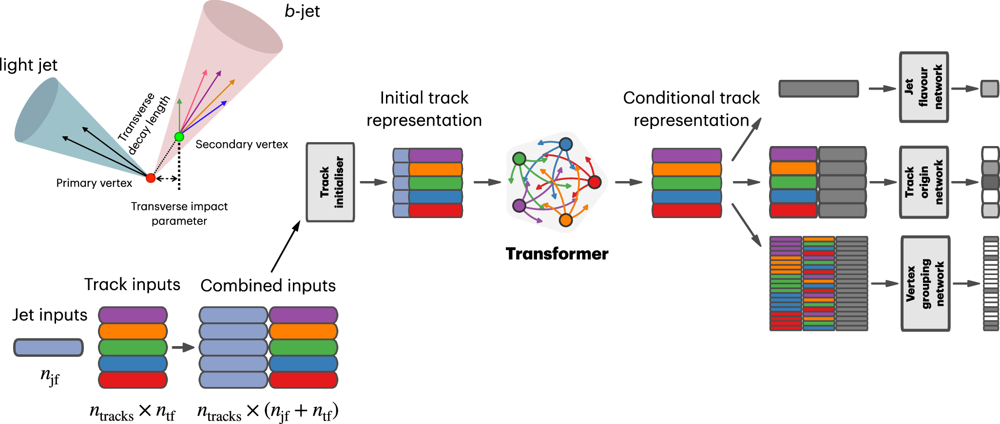 b-jet
light jet
Transverse
decay length
Secondary vertex
Primary vertex
Transverse impact
parameter
Track inputs
Combined inputs
Jet inputs
n_jf
n_tracks × n_tf
n_tracks × (n_jf + n_tf)
Track
initialiser
Initial track
representation
Transformer
Conditional track
representation
Jet
flavour
network
Track
origin
network
Vertex
grouping
network